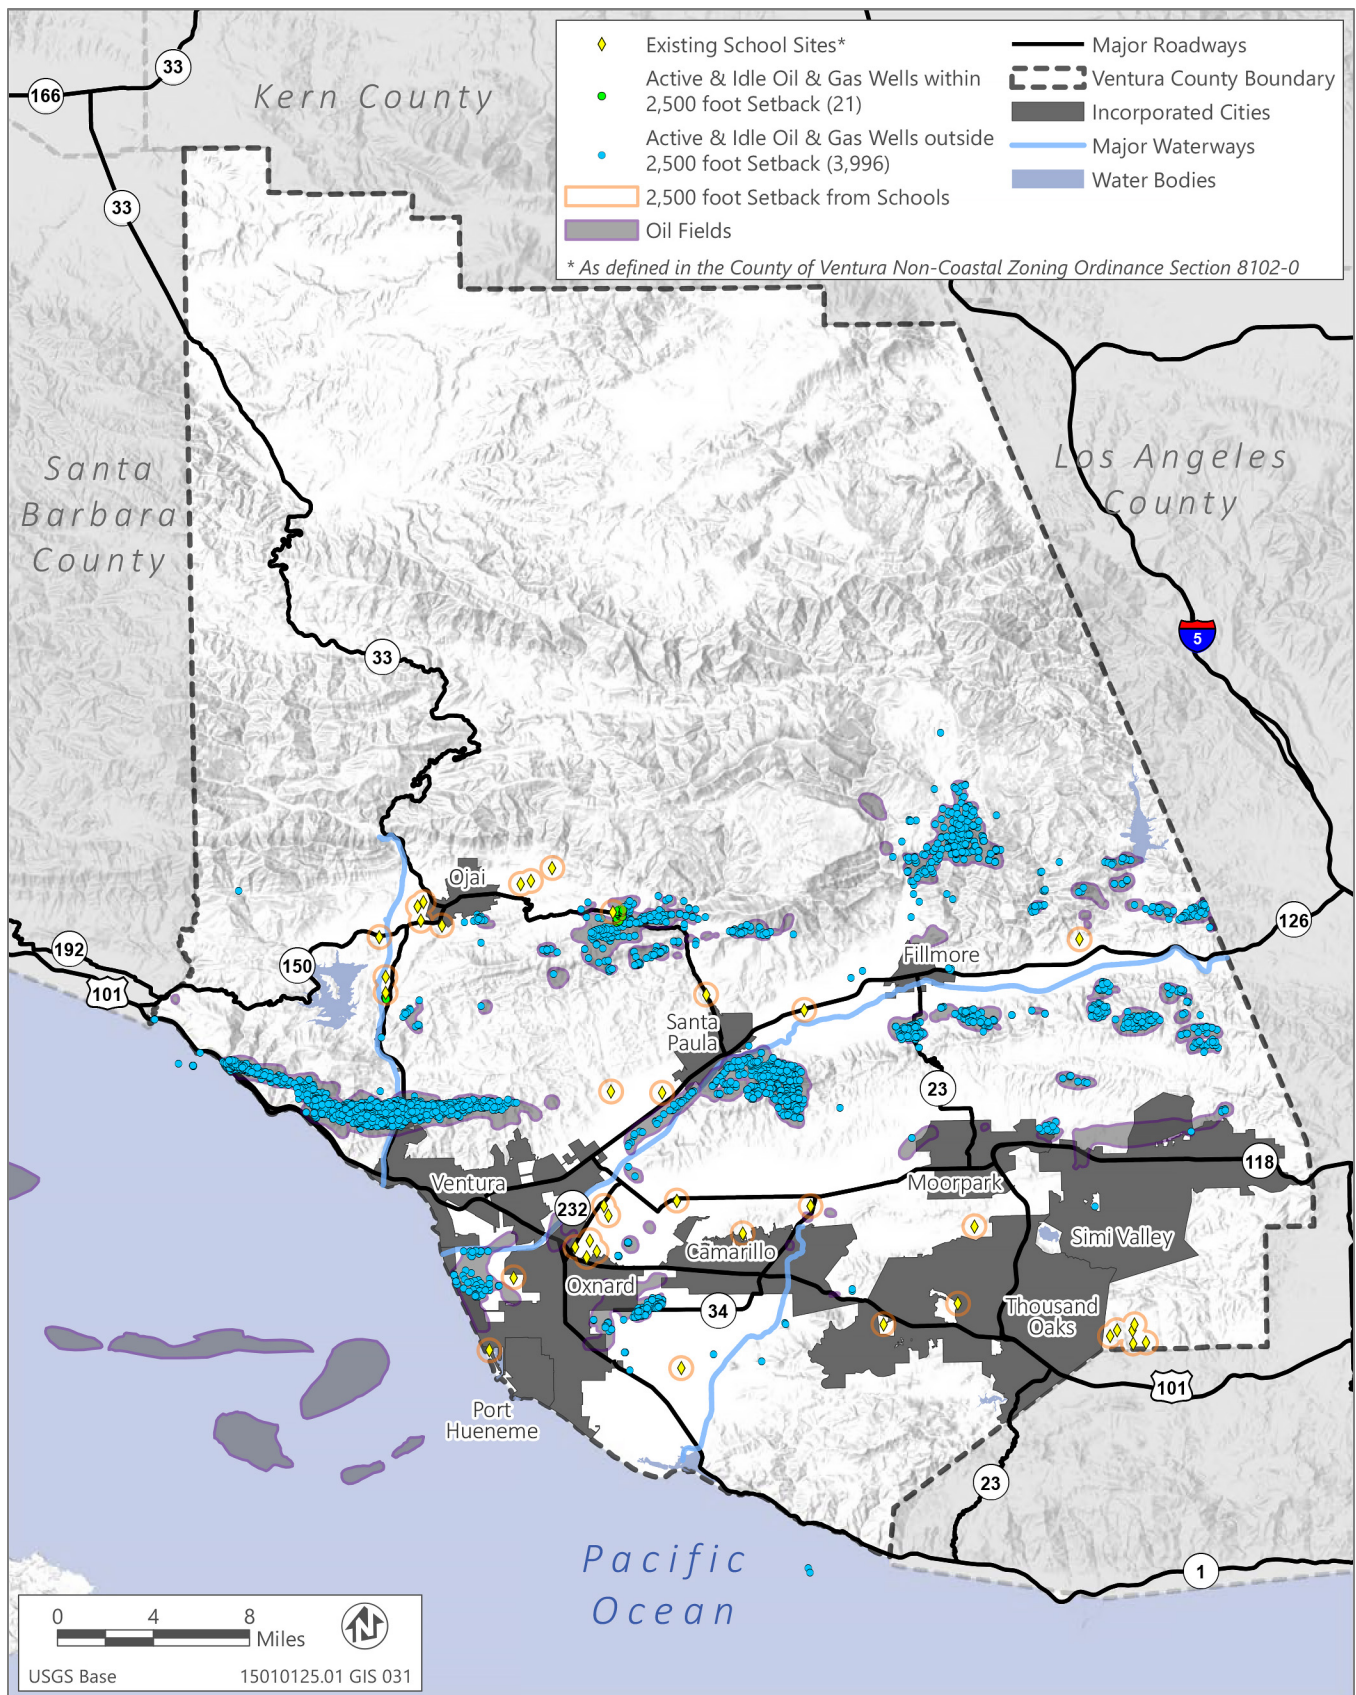 Existing School Sites*
Active & Idle Oil & Gas Wells within
2,500 foot Setback (21)
Active & Idle Oil & Gas Wells outside
2,500 foot Setback (3,996)
2,500 foot Setback from Schools
Oil Fields
Major Roadways
Ventura County Boundary
Incorporated Cities
Major Waterways
Water Bodies
* As defined in the County of Ventura Non-Coastal Zoning Ordinance Section 8102-0
33
166
Kern County
33
Santa
Barbara
County
Los Angeles
County
5
33
Ojai
126
192
150
101
Fillmore
Santa
Paula
23
118
Ventura
Moorpark
232
Simi Valley
Camarillo
Oxnard
34
Thousand
Oaks
101
Port
Hueneme
23
Pacific
Ocean
1
0 4 8
Miles
N
USGS Base
15010125.01 GIS 031